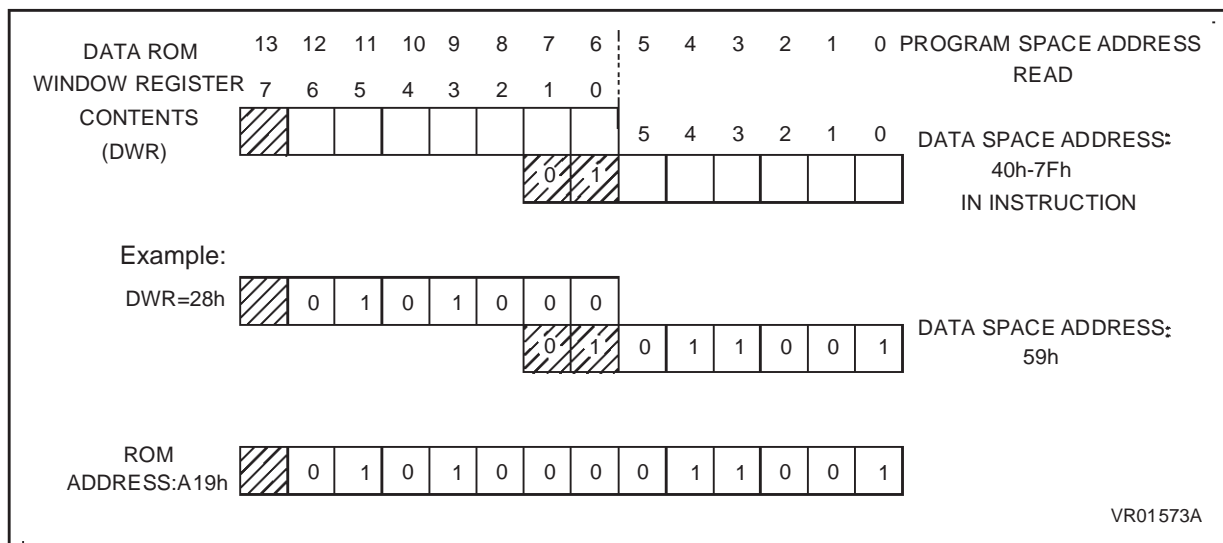 DATA ROM
WINDOW REGISTER
CONTENTS
(DWR)
13 12 11 10 9 8 7 6 5 4 3 2 1 0 PROGRAM SPACE ADDRESS
READ
7 6 5 4 3 2 1 0
5 4 3 2 1 0
DATA SPACE ADDRESS:
40h-7Fh
IN INSTRUCTION
0 1
Example:
DWR=28h
0 1 0 1 0 0 0
0 1 0 1 1 0 0 1
DATA SPACE ADDRESS:
59h
ROM
ADDRESS:A19h
0 1 0 1 0 0 0 0 1 1 0 0 1
VR01573A